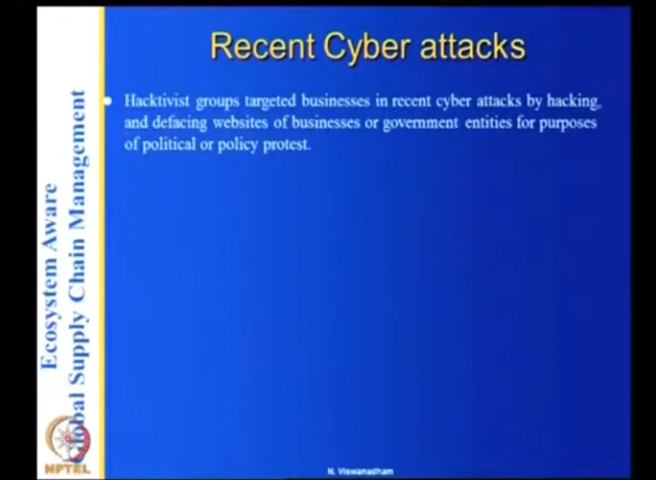 Recent Cyber attacks
Hacktivist groups targeted businesses in recent cyber attacks by hacking,
and defacing websites of businesses or government entities for purposes
of political or policy protest.
Ecosystem Aware
Global Supply Chain Management
NPTEL
N. Viswanadham